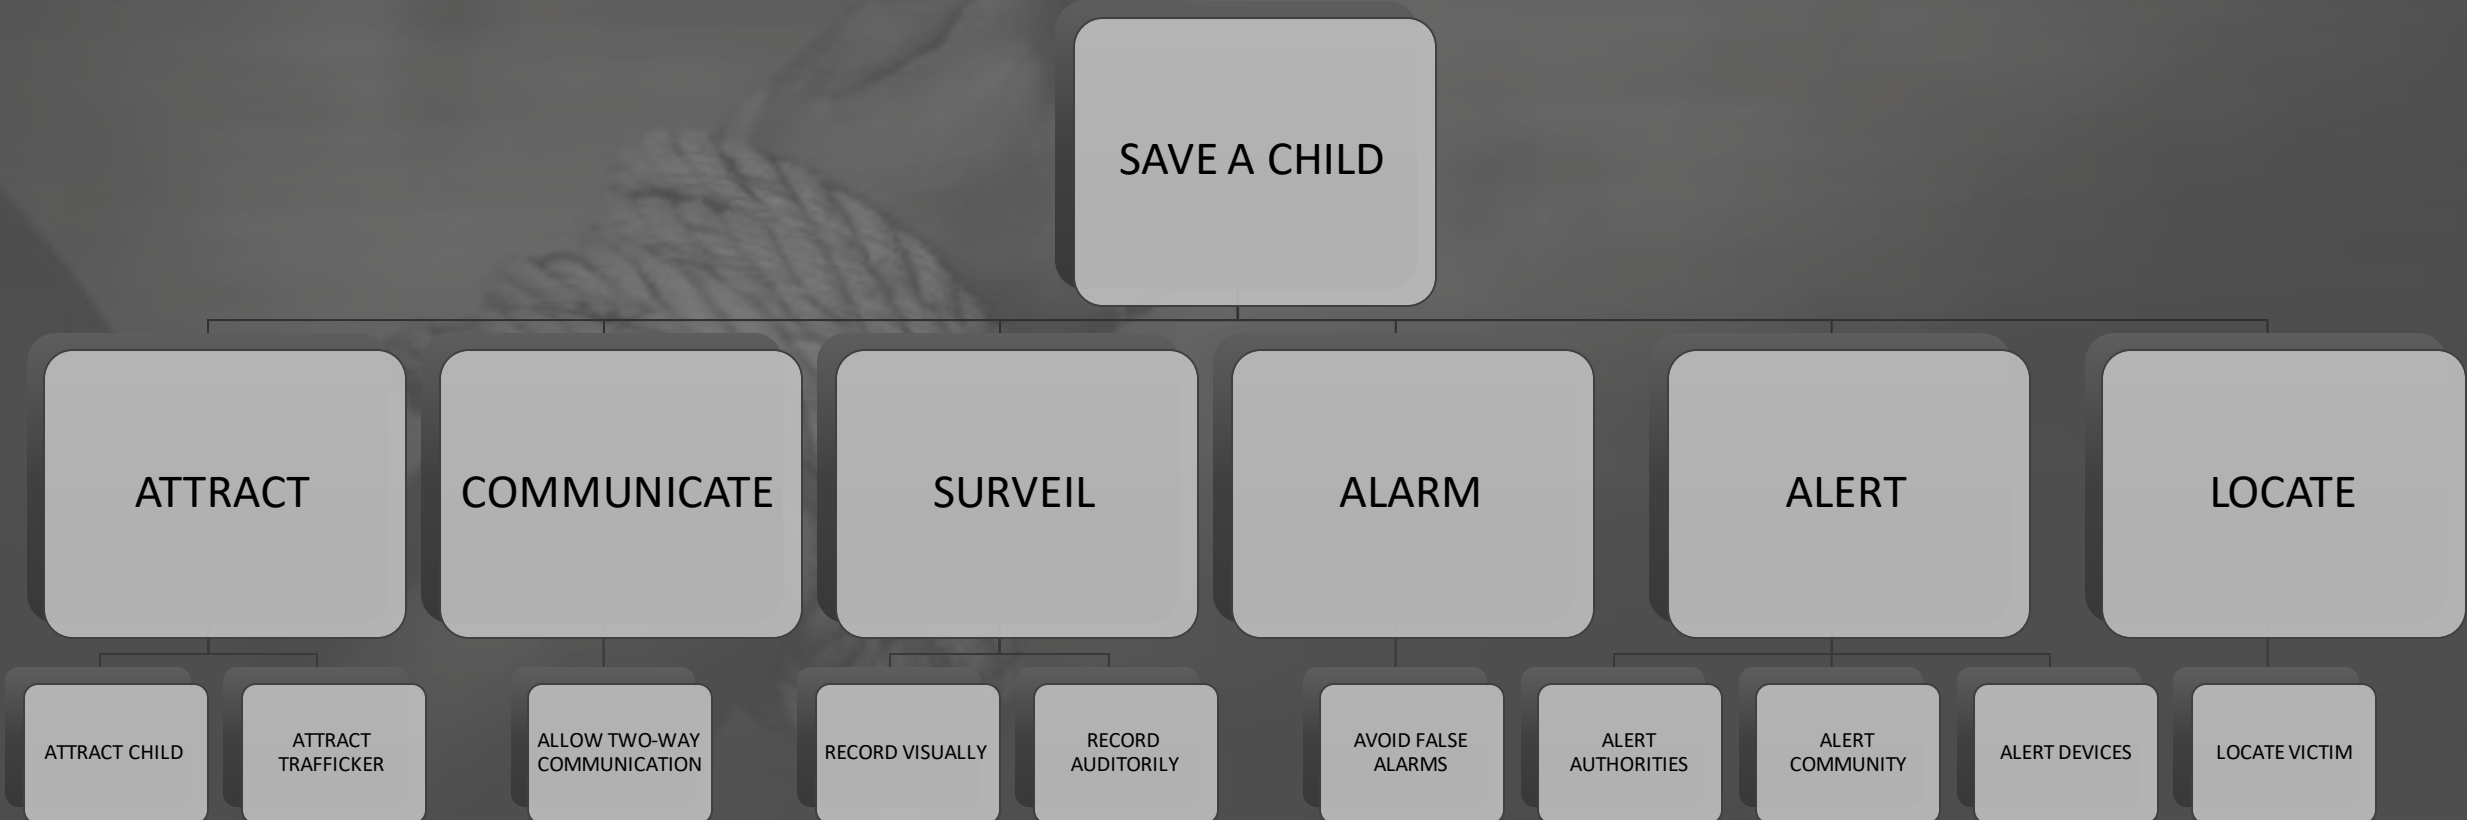 SAVE A CHILD
ATTRACT
COMMUNICATE
SURVEIL
ALARM
ALERT
LOCATE
ATTRACT CHILD
ATTRACT
TRAFFICKER
ALLOW TWO-WAY
COMMUNICATION
RECORD VISUALLY
RECORD
AUDITORILY
AVOID FALSE
ALARMS
ALERT
AUTHORITIES
ALERT
COMMUNITY
ALERT DEVICES
LOCATE VICTIM